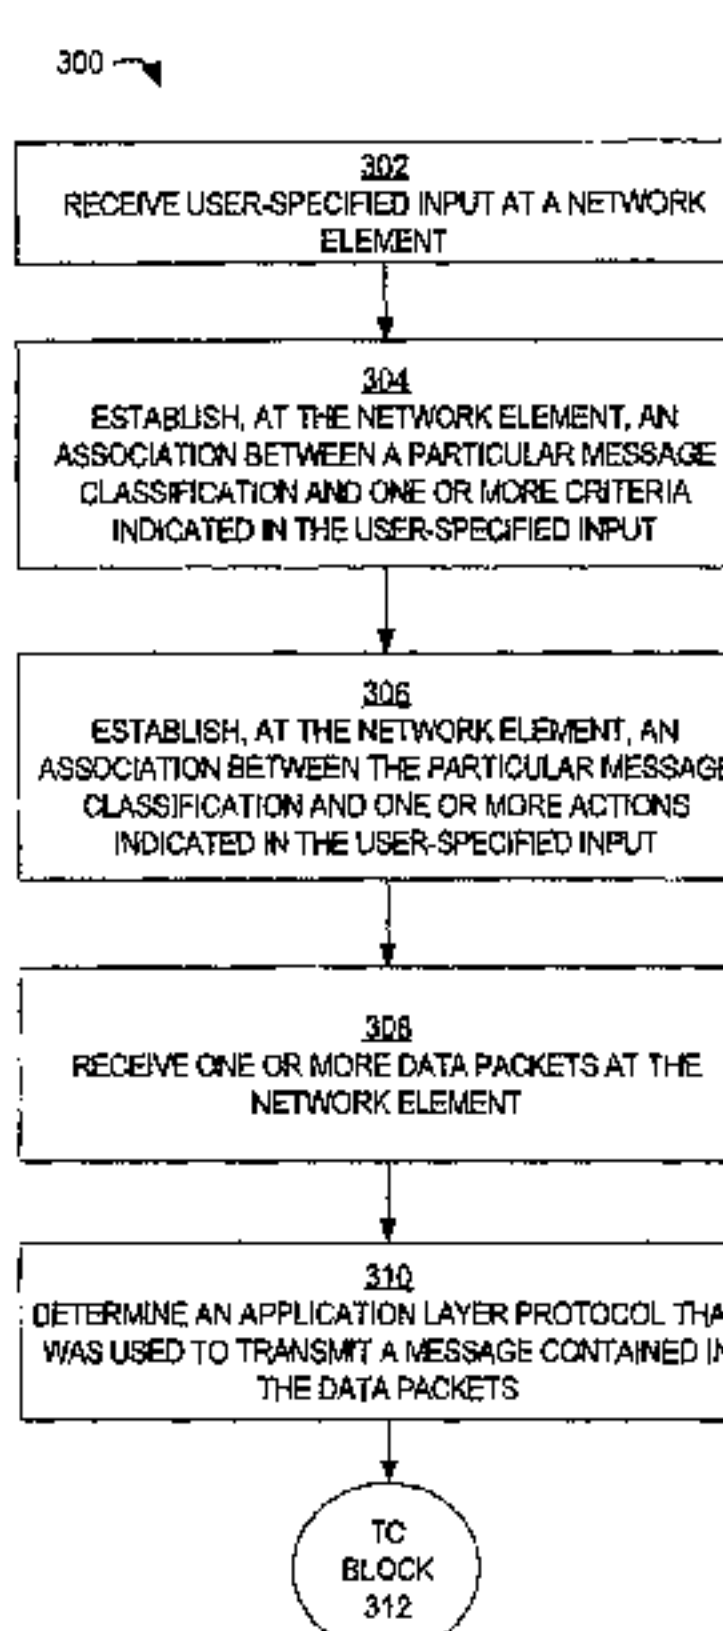 300
302
RECEIVE USER-SPECIFIED INPUT AT A NETWORK
ELEMENT
304
ESTABLISH, AT THE NETWORK ELEMENT, AN
ASSOCIATION BETWEEN A PARTICULAR MESSAGE
CLASSIFICATION AND ONE OR MORE CRITERIA
INDICATED IN THE USER-SPECIFIED INPUT
306
ESTABLISH, AT THE NETWORK ELEMENT, AN
ASSOCIATION BETWEEN THE PARTICULAR MESSAGE
CLASSIFICATION AND ONE OR MORE ACTIONS
INDICATED IN THE USER-SPECIFIED INPUT
308
RECEIVE ONE OR MORE DATA PACKETS AT THE
NETWORK ELEMENT
310
DETERMINE AN APPLICATION LAYER PROTOCOL THA
WAS USED TO TRANSMIT A MESSAGE CONTAINED IN
THE DATA PACKETS
TO
BLOCK
312